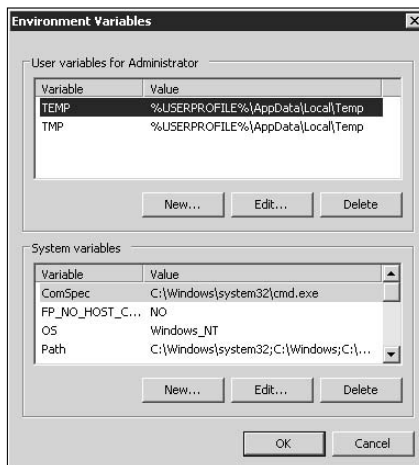 Environment Variables
User variables for Administrator
Variable Value
TEMP %USERPROFILE%\AppData\Local\Temp
TMP %USERPROFILE%\AppData\Local\Temp
New... Edit... Delete
System variables
Variable Value
ComSpec C:\Windows\system32\cmd.exe
FP_NO_HOST_C... NO
OS Windows_NT
Path C:\Windows\system32;C:\Windows;C:\...
New... Edit... Delete
OK Cancel